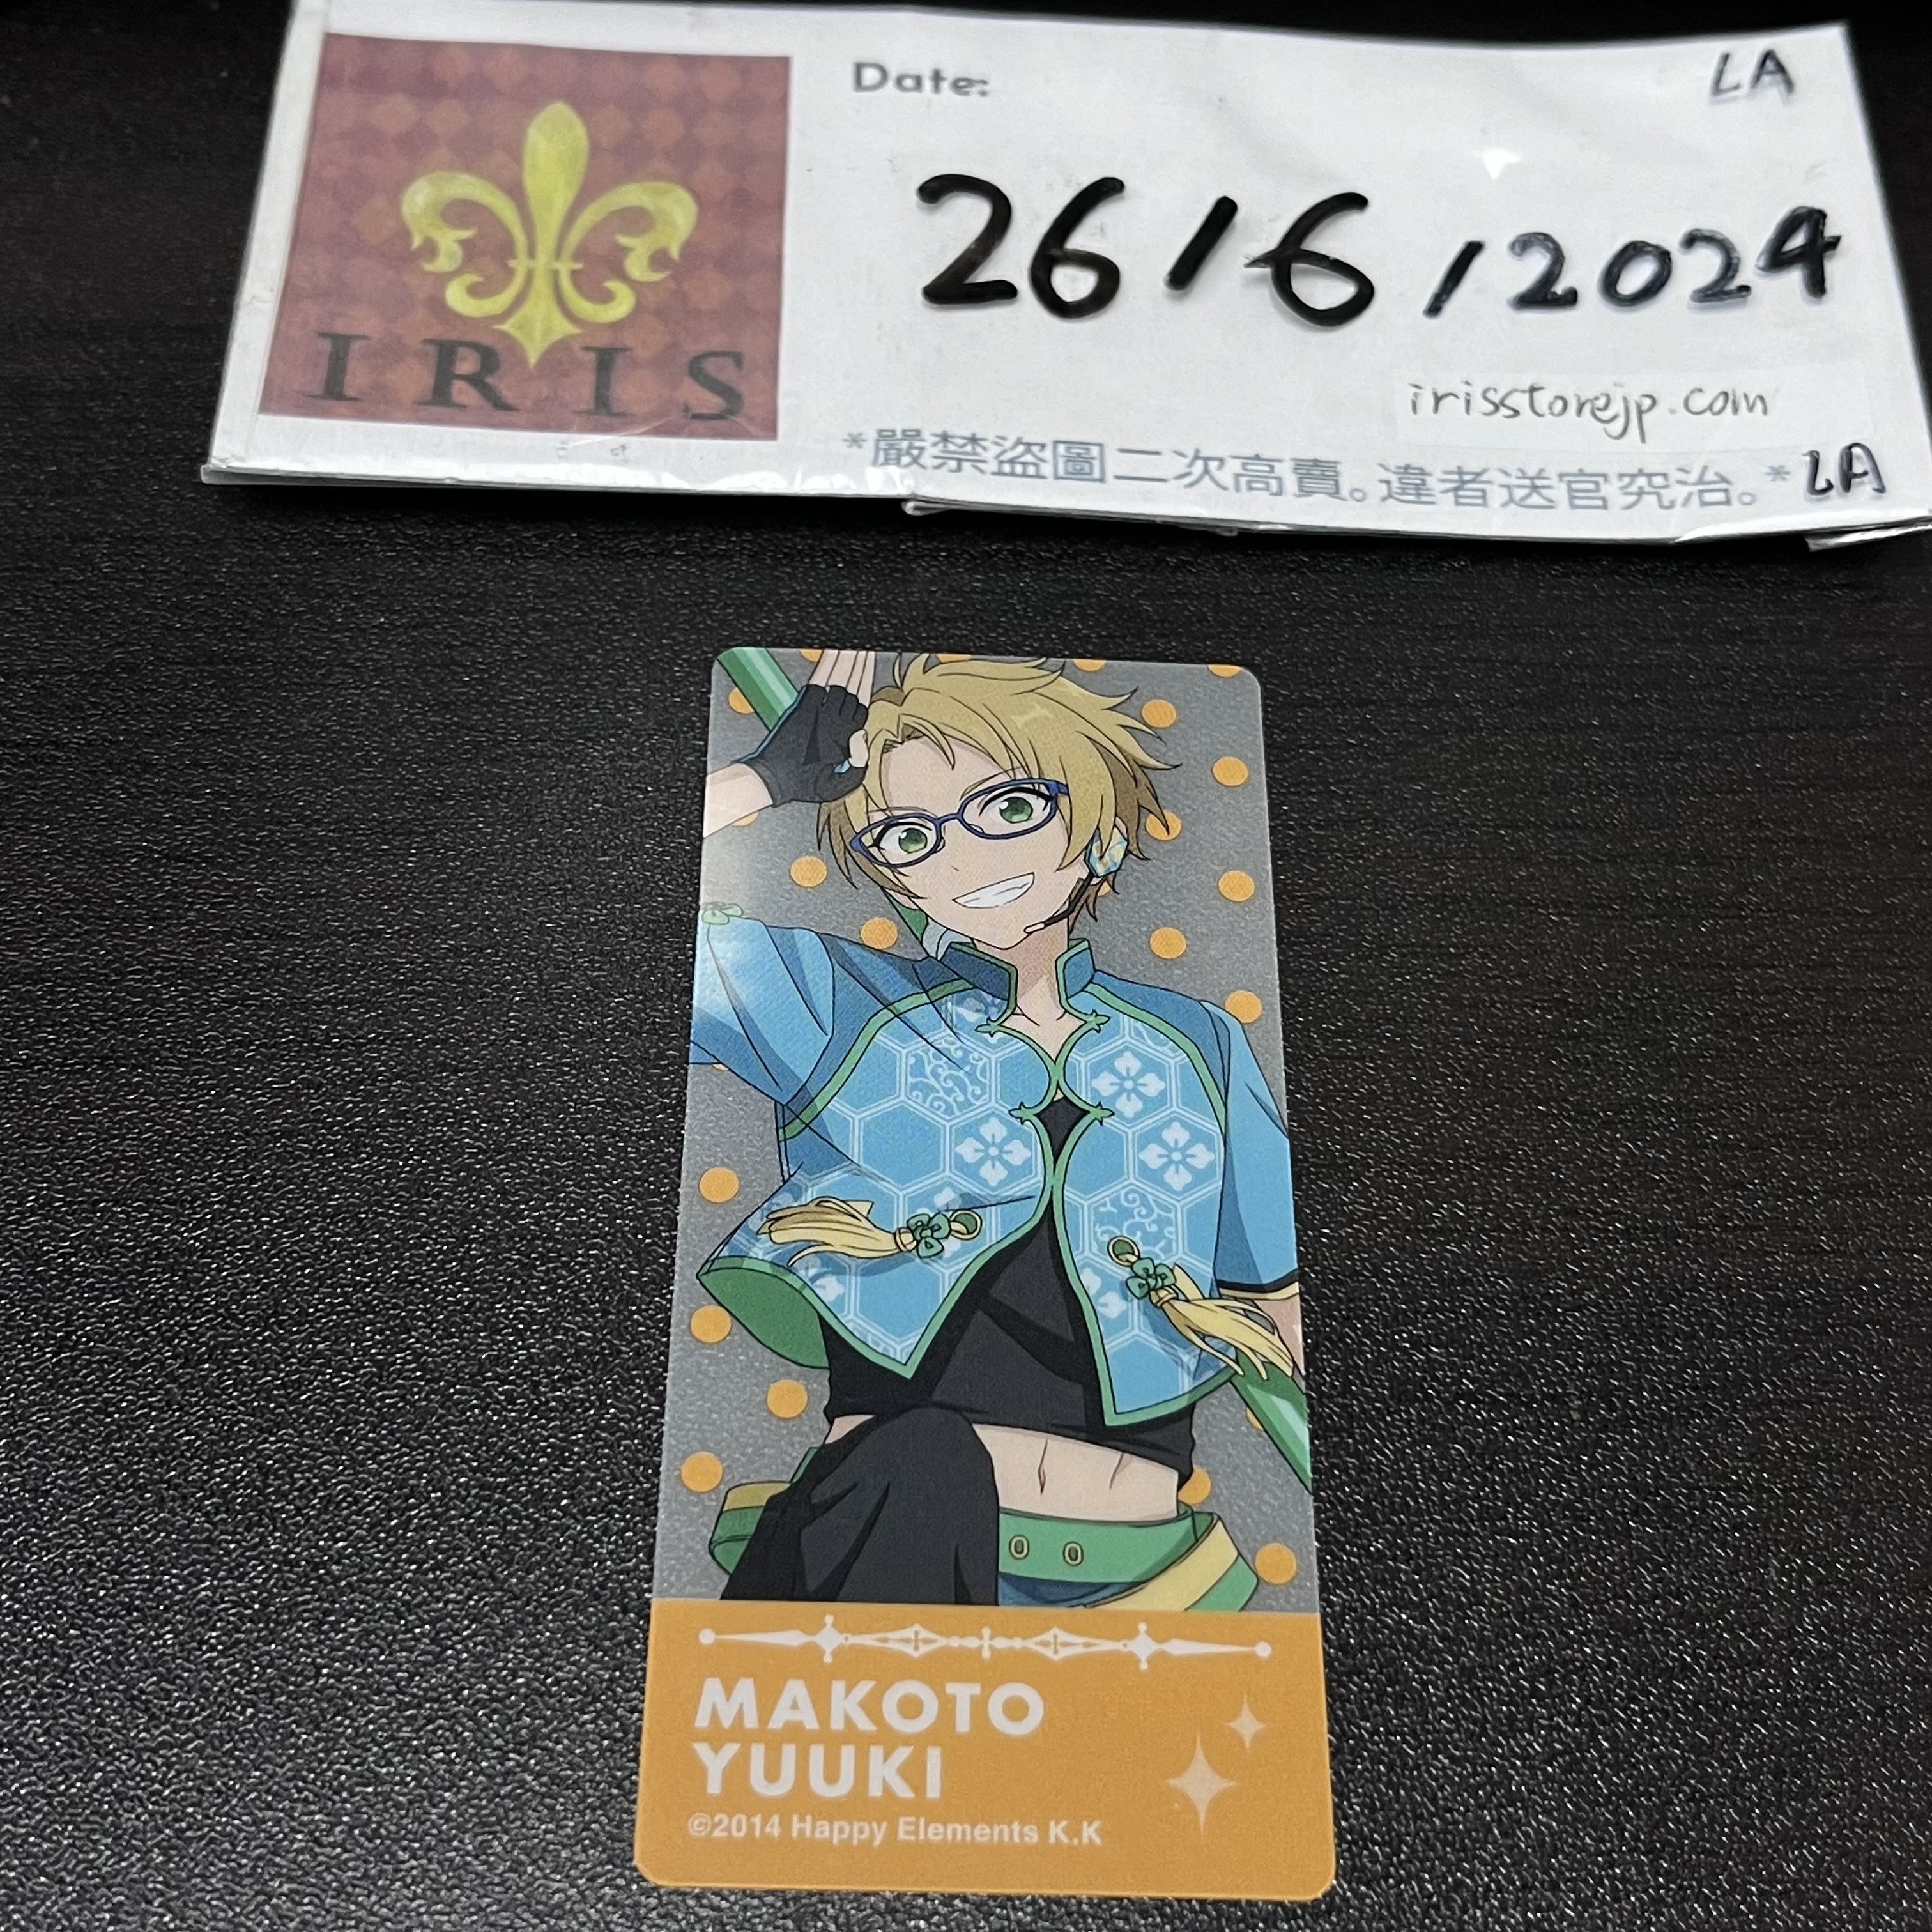 Date:
LA
26/6/2024
IRIS
irisstorejp.com
*嚴禁盜圖二次高賣。違者送官究治。*
LA
MAKOTO
YUUKI
©2014 Happy Elements K.K